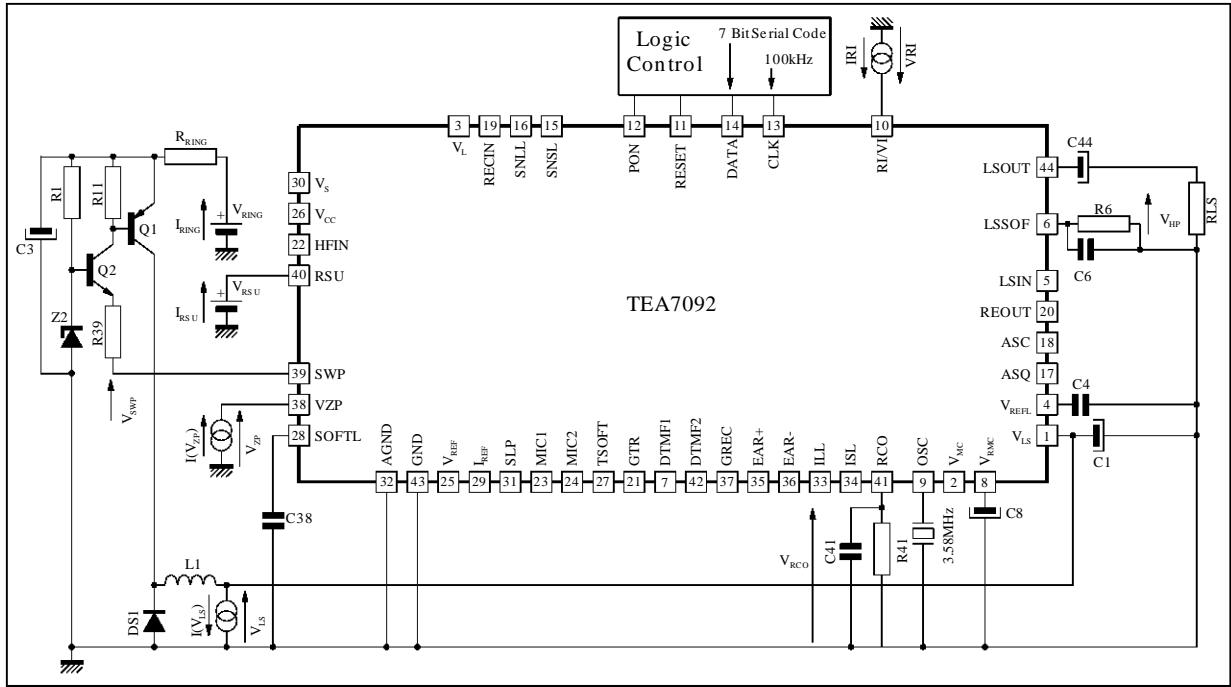 Logic
Control
7 Bit Serial Code
100kHz
IRI
VRI
3
19
16
15
12
11
14
13
10
VL
RECIN
SNLL
SNSL
PON
RESET
DATA
CLK
RI/VI
TEA7092
RRING
R1
R11
C3
Q1
Q2
Z2
R39
IRING
+
VRING
IRSU
+
VRSU
VSWP
I(VZP)
VZP
30 VS
26 VCC
22 HFIN
40 RSU
39 SWP
38 VZP
28 SOFTL
LSOUT 44
LSSOF 6
LSIN 5
REOUT 20
ASC 18
ASQ 17
VREFL 4
VLS 1
C44
RLS
VHP
R6
C6
C4
C1
AGND
GND
VREF
IREF
SLP
MIC1
MIC2
TSOFT
GTR
DTMF1
DTMF2
GREC
EAR+
EAR-
ILL
ISL
RCO
OSC
VMC
VRMC
32
43
25
29
31
23
24
27
21
7
42
37
35
36
33
34
41
9
2
8
C38
L1
DS1
I(VLS)
VLS
VRCO
C41
R41
3.58MHz
C8